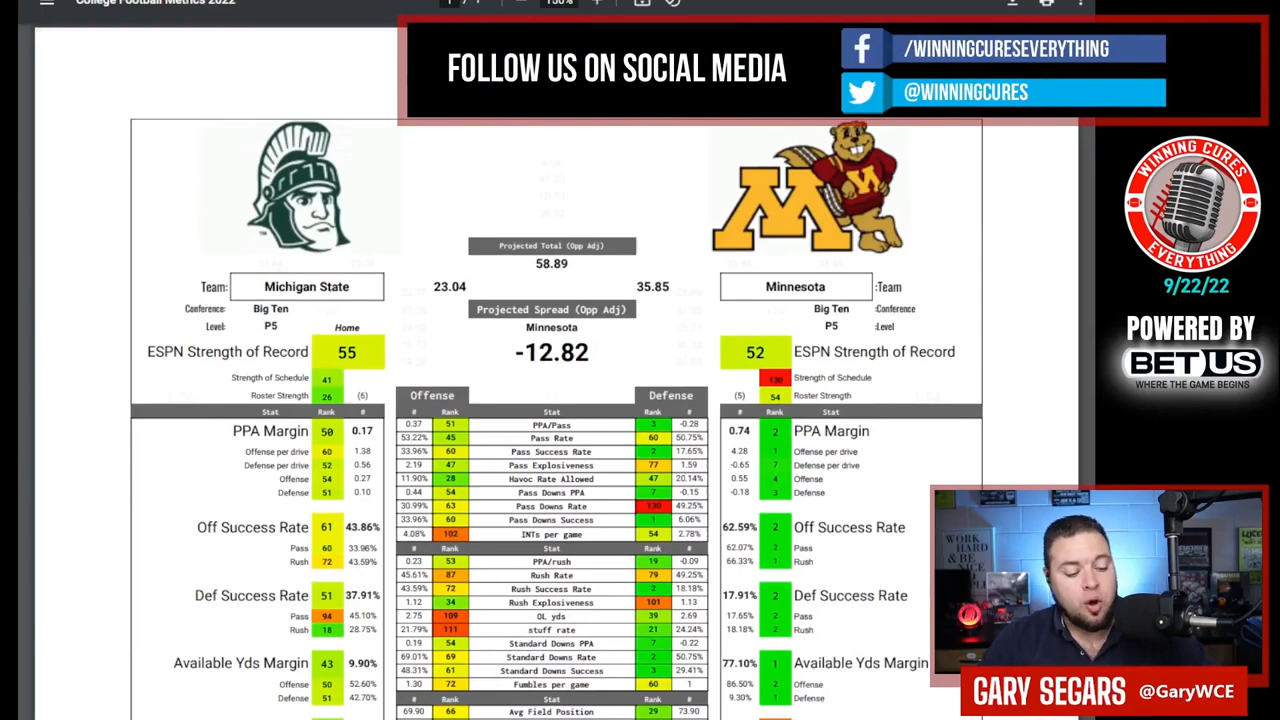 College Football Metrics 2022
1 / 1
150%
FOLLOW US ON SOCIAL MEDIA
/WINNINGCURESEVERYTHING
@WINNINGCURES
WINNING CURES
EVERYTHING
9/22/22
POWERED BY
BETUS
WHERE THE GAME BEGINS
Projected Total (Opp Adj)
58.89
Team: Michigan State 23.04 35.85 Minnesota :Team
Conference: Big Ten Projected Spread (Opp Adj) Big Ten :Conference
Level: P5 Home Minnesota P5 :Level
-12.82
ESPN Strength of Record 55 52 ESPN Strength of Record
Strength of Schedule 41 130 Strength of Schedule
Roster Strength 26 (6) Offense Defense (5) 54 Roster Strength
Stat Rank # # Rank Stat Rank # # Rank Stat
PPA Margin 50 0.17 0.37 51 PPA/Pass 3 -0.28 0.74 2 PPA Margin
53.22% 45 Pass Rate 60 50.75%
Offense per drive 60 1.38 33.96% 60 Pass Success Rate 2 17.65% 4.28 1 Offense per drive
Defense per drive 52 0.56 2.19 47 Pass Explosiveness 77 1.59 -0.65 7 Defense per drive
Offense 54 0.27 11.90% 28 Havoc Rate Allowed 47 20.14% 0.55 4 Offense
Defense 51 0.10 0.44 54 Pass Downs PPA 7 -0.15 -0.18 3 Defense
30.99% 63 Pass Downs Rate 130 49.25%
Off Success Rate 61 43.86% 33.96% 60 Pass Downs Success 1 6.06% 62.59% 2 Off Success Rate
4.08% 102 INTs per game 54 2.78%
Pass 60 33.96% # Rank Stat Rank # 62.07% 2 Pass
Rush 72 43.59% 0.23 53 PPA/rush 19 -0.09 66.33% 1 Rush
45.61% 87 Rush Rate 79 49.25%
Def Success Rate 51 37.91% 43.59% 72 Rush Success Rate 2 18.18% 17.91% 2 Def Success Rate
1.12 34 Rush Explosiveness 101 1.13
Pass 94 45.10% 2.75 109 OL yds 39 2.69 17.65% 2 Pass
Rush 18 28.75% 21.79% 111 stuff rate 21 24.24% 18.18% 2 Rush
0.19 54 Standard Downs PPA 7 -0.22
Available Yds Margin 43 9.90% 69.01% 69 Standard Downs Rate 2 50.75% 77.10% 1 Available Yds Margin
48.31% 61 Standard Downs Success 3 29.41%
Offense 50 52.60% 1.30 72 Fumbles per game 60 1 86.50% 2 Offense
Defense 51 42.70% # Rank Stat Rank # 9.30% 1 Defense
69.90 66 Avg Field Position 29 73.90
WORK
HARD
& BE
GARY SEGARS @GaryWCE